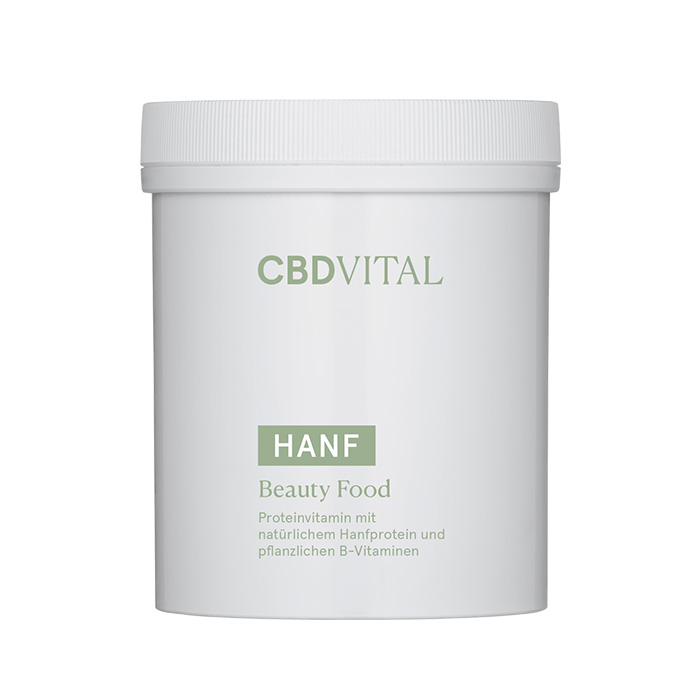 CBDVITAL
HANF
Beauty Food
Proteinvitamin mit
natürlichem Hanfprotein und
pflanzlichen B-Vitaminen